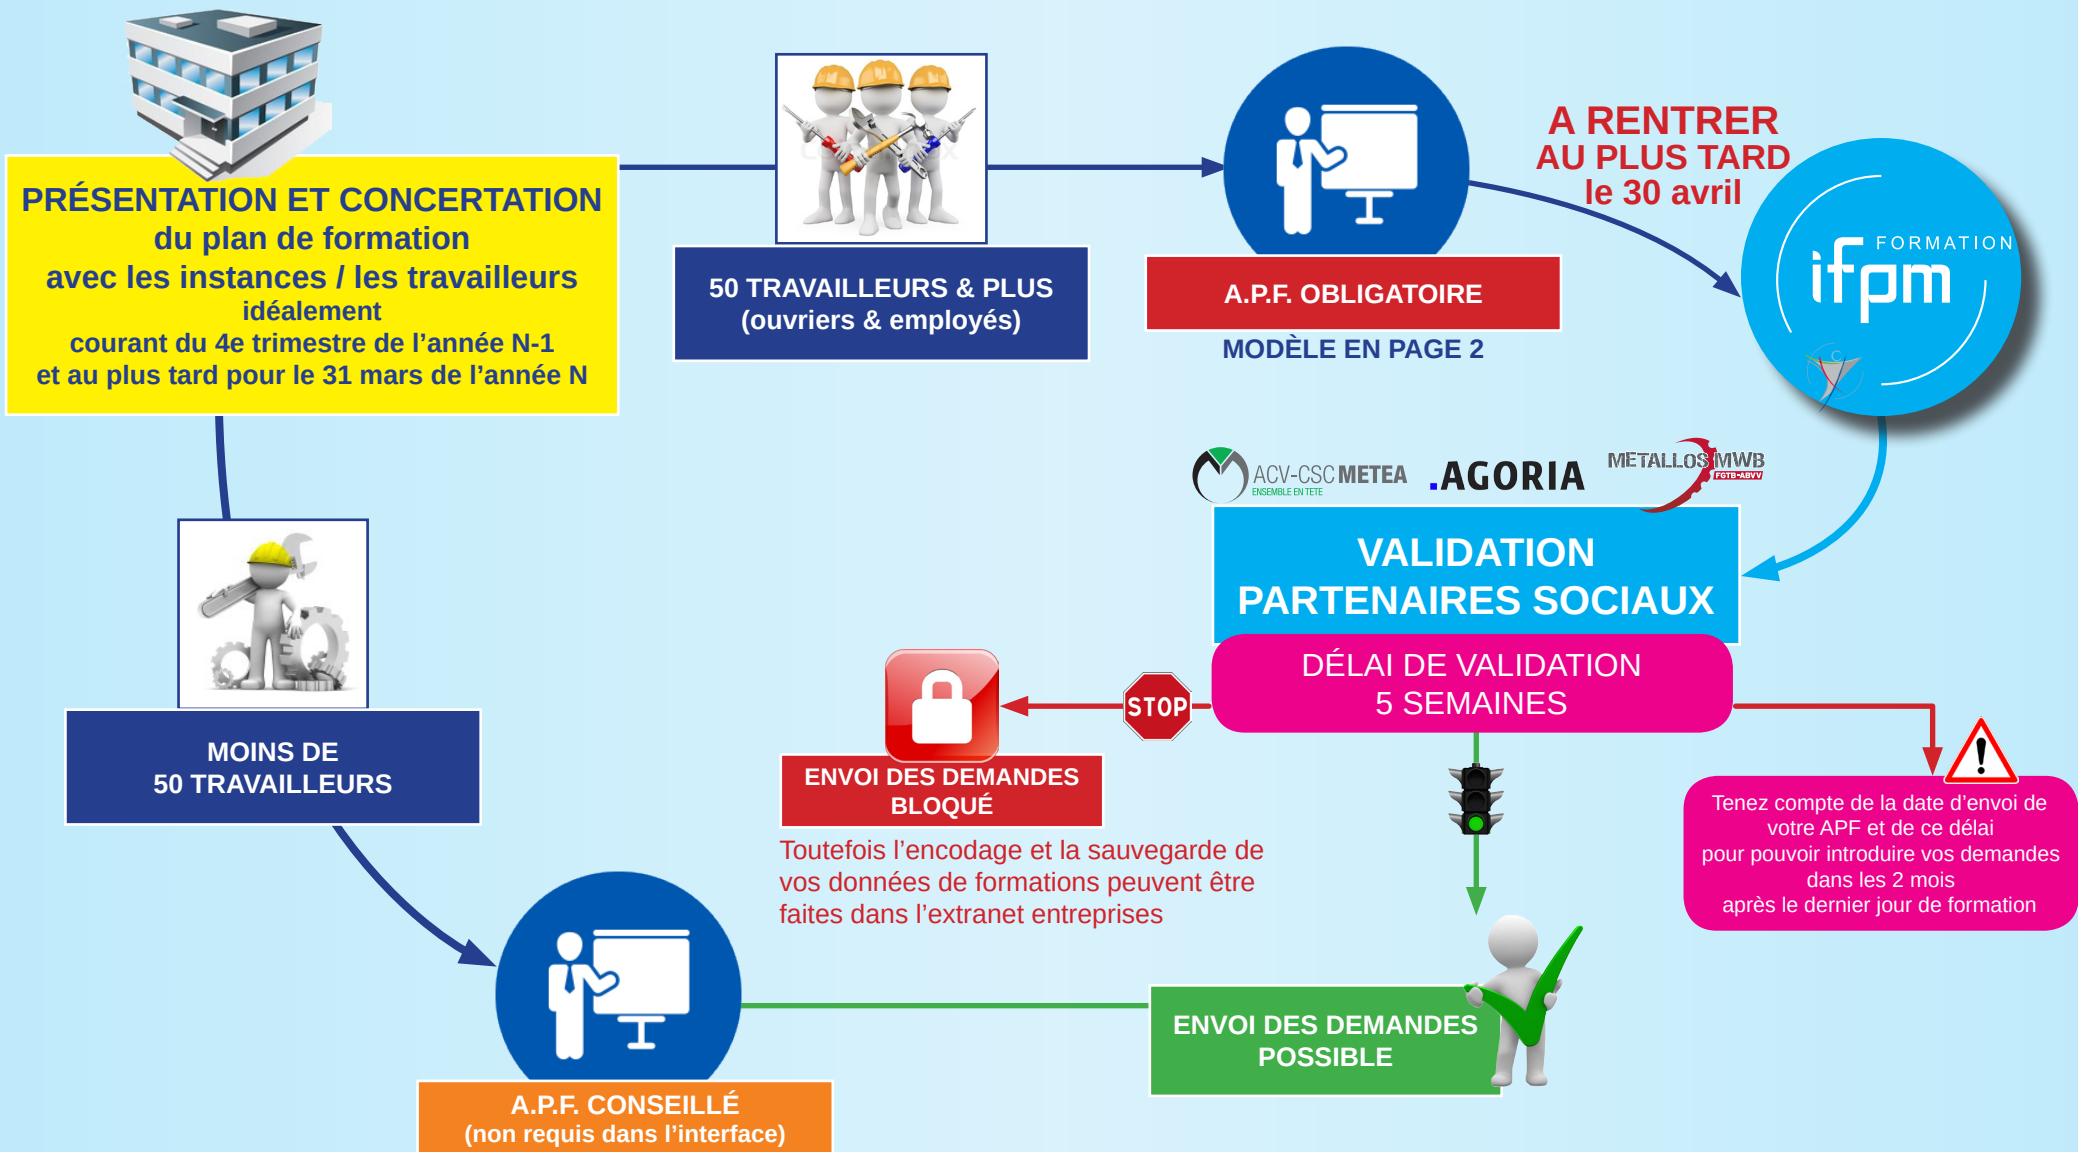 PRÉSENTATION ET CONCERTATION
du plan de formation
avec les instances / les travailleurs
idéalement
courant du 4e trimestre de l’année N-1
et au plus tard pour le 31 mars de l’année N
50 TRAVAILLEURS & PLUS
(ouvriers & employés)
A.P.F. OBLIGATOIRE
MODÈLE EN PAGE 2
A RENTRER
AU PLUS TARD
le 30 avril
FORMATION
ifpm
ACV-CSC METEA
ENSEMBLE EN TETE
.AGORIA
METALLOS MWB
FGTB-ABVV
VALIDATION
PARTENAIRES SOCIAUX
DÉLAI DE VALIDATION
5 SEMAINES
STOP
MOINS DE
50 TRAVAILLEURS
ENVOI DES DEMANDES
BLOQUÉ
Toutefois l’encodage et la sauvegarde de
vos données de formations peuvent être
faites dans l’extranet entreprises
Tenez compte de la date d’envoi de
votre APF et de ce délai
pour pouvoir introduire vos demandes
dans les 2 mois
après le dernier jour de formation
ENVOI DES DEMANDES
POSSIBLE
A.P.F. CONSEILLÉ
(non requis dans l’interface)